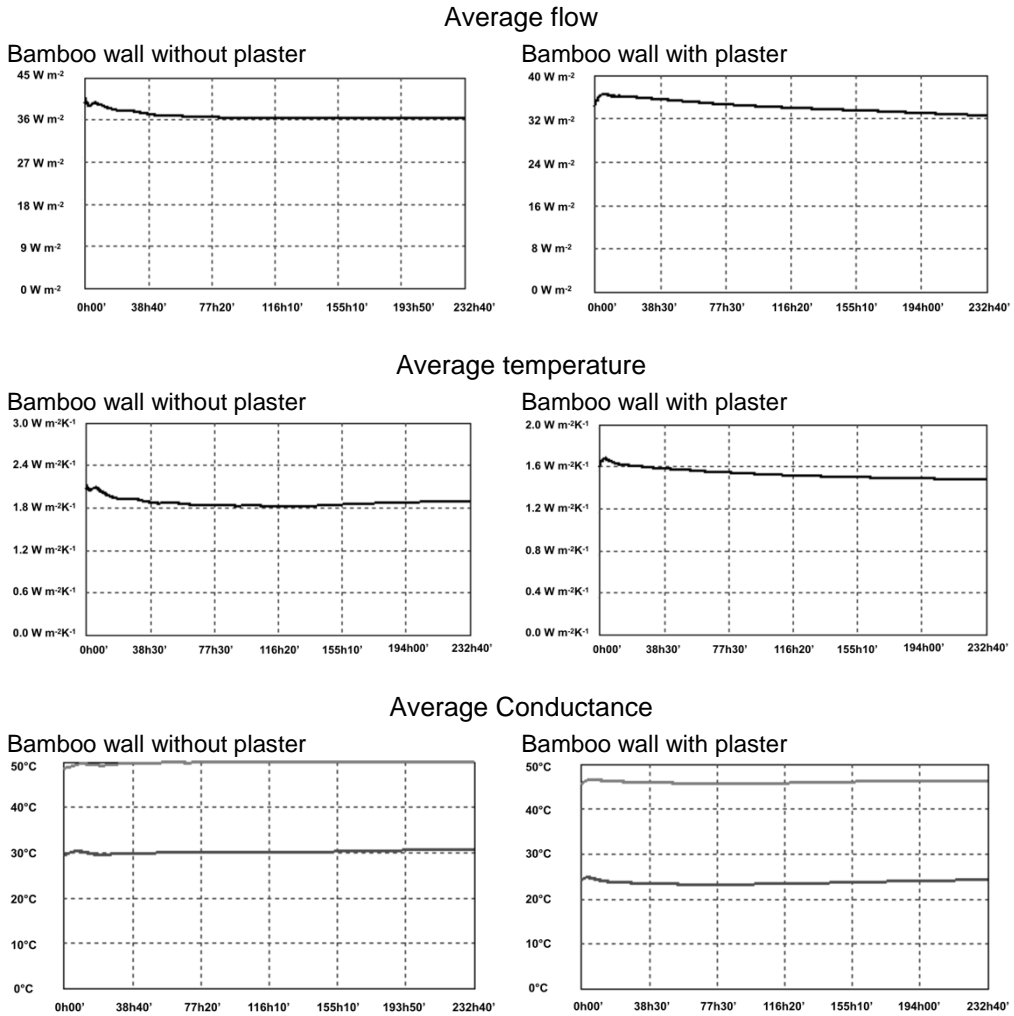 Average flow
Bamboo wall without plaster
45 W m-2
36 W m-2
27 W m-2
18 W m-2
9 W m-2
0 W m-2
0h00' 38h40' 77h20' 116h10' 155h10' 193h50' 232h40'
Bamboo wall with plaster
40 W m-2
32 W m-2
24 W m-2
16 W m-2
8 W m-2
0 W m-2
0h00' 38h30' 77h30' 116h20' 155h10' 194h00' 232h40'
Average temperature
Bamboo wall without plaster
3.0 W m-2K-1
2.4 W m-2K-1
1.8 W m-2K-1
1.2 W m-2K-1
0.6 W m-2K-1
0.0 W m-2K-1
0h00' 38h30' 77h30' 116h20' 155h10' 194h00' 232h40'
Bamboo wall with plaster
2.0 W m-2K-1
1.6 W m-2K-1
1.2 W m-2K-1
0.8 W m-2K-1
0.4 W m-2K-1
0.0 W m-2K-1
0h00' 38h30' 77h30' 116h20' 155h10' 194h00' 232h40'
Average Conductance
Bamboo wall without plaster
50°C
40°C
30°C
20°C
10°C
0°C
0h00' 38h40' 77h20' 116h10' 155h10' 193h50' 232h40'
Bamboo wall with plaster
50°C
40°C
30°C
20°C
10°C
0°C
0h00' 38h30' 77h30' 116h20' 155h10' 194h00' 232h40'